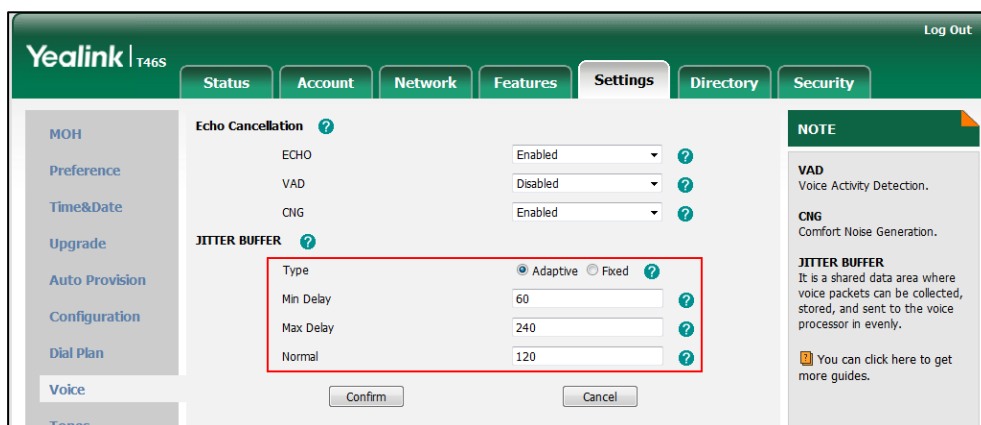 Log Out
Yealink | T46S
Status Account Network Features Settings Directory Security
MOH
Preference
Time&Date
Upgrade
Auto Provision
Configuration
Dial Plan
Voice
Tones
Echo Cancellation ?
ECHO Enabled ?
VAD Disabled ?
CNG Enabled ?
JITTER BUFFER ?
Type Adaptive Fixed ?
Min Delay 60 ?
Max Delay 240 ?
Normal 120 ?
Confirm Cancel
NOTE
VAD
Voice Activity Detection.
CNG
Comfort Noise Generation.
JITTER BUFFER
It is a shared data area where
voice packets can be collected,
stored, and sent to the voice
processor in evenly.
? You can click here to get
more guides.